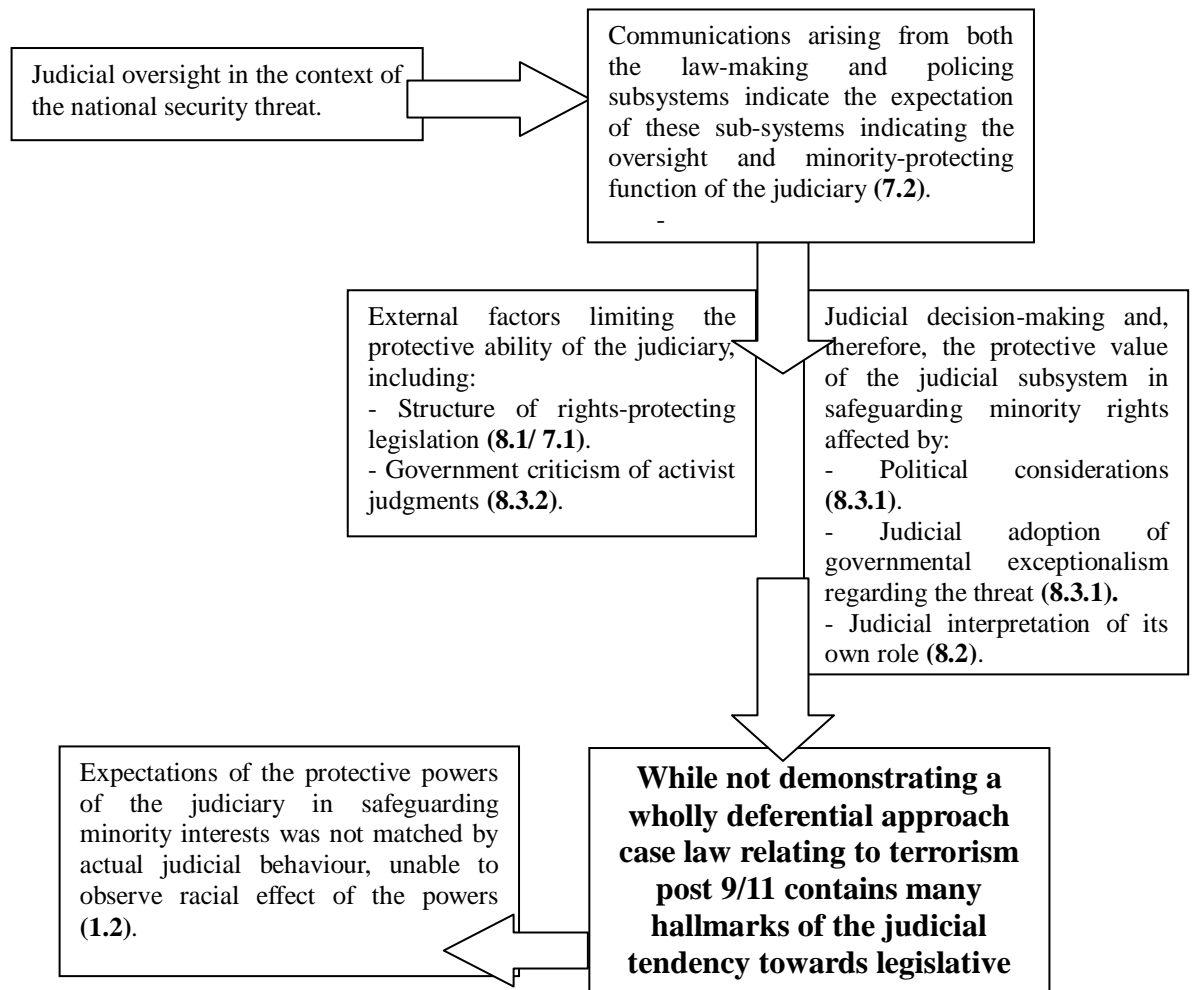 Judicial oversight in the context of
the national security threat.
Communications arising from both
the law-making and policing
subsystems indicate the expectation
of these sub-systems indicating the
oversight and minority-protecting
function of the judiciary (7.2).
-
External factors limiting the
protective ability of the judiciary,
including:
- Structure of rights-protecting
legislation (8.1/ 7.1).
- Government criticism of activist
judgments (8.3.2).
Judicial decision-making and,
therefore, the protective value
of the judicial subsystem in
safeguarding minority rights
affected by:
- Political considerations
(8.3.1).
- Judicial adoption of
governmental exceptionalism
regarding the threat (8.3.1).
- Judicial interpretation of its
own role (8.2).
While not demonstrating a
wholly deferential approach
case law relating to terrorism
post 9/11 contains many
hallmarks of the judicial
tendency towards legislative
Expectations of the protective powers
of the judiciary in safeguarding
minority interests was not matched by
actual judicial behaviour, unable to
observe racial effect of the powers
(1.2).